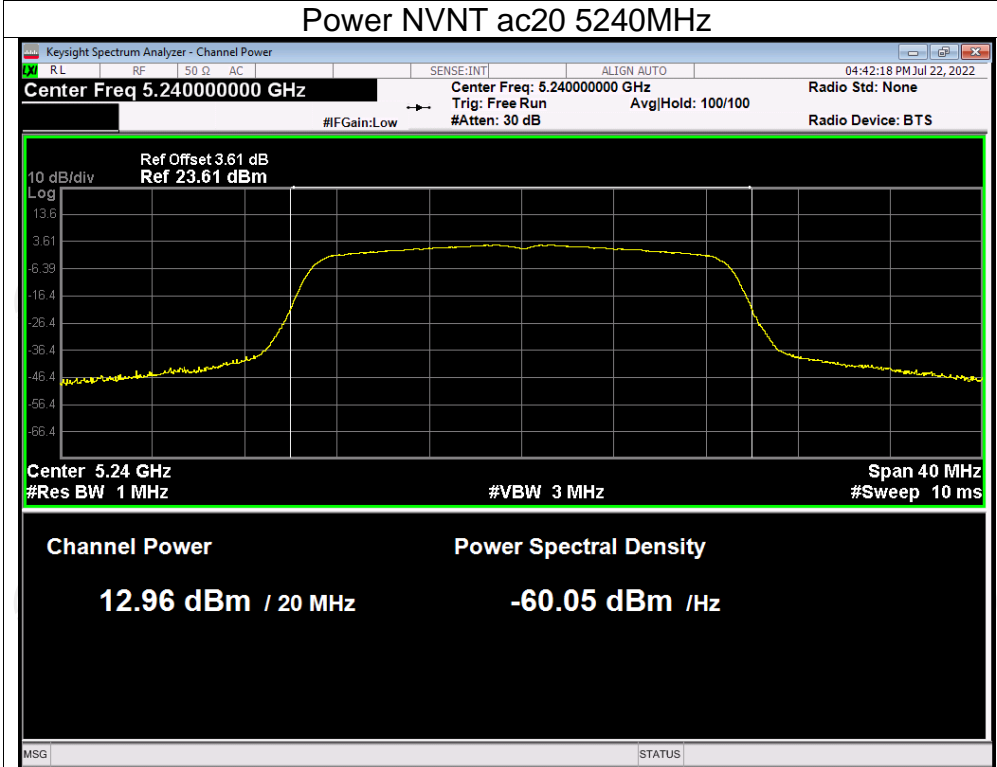 Power NVNT ac20 5240MHz
Keysight Spectrum Analyzer - Channel Power
LXI RL RF 50 Ω AC SENSE:INT ALIGN AUTO 04:42:18 PM Jul 22, 2022
Center Freq 5.240000000 GHz
Center Freq: 5.240000000 GHz
Radio Std: None
Trig: Free Run
Avg|Hold: 100/100
#IFGain:Low
#Atten: 30 dB
Radio Device: BTS
Ref Offset 3.61 dB
10 dB/div Ref 23.61 dBm
Log
13.6
3.61
-6.39
-16.4
-26.4
-36.4
-46.4
-56.4
-66.4
Center 5.24 GHz Span 40 MHz
#Res BW 1 MHz #VBW 3 MHz #Sweep 10 ms
Channel Power Power Spectral Density
12.96 dBm / 20 MHz -60.05 dBm /Hz
MSG STATUS